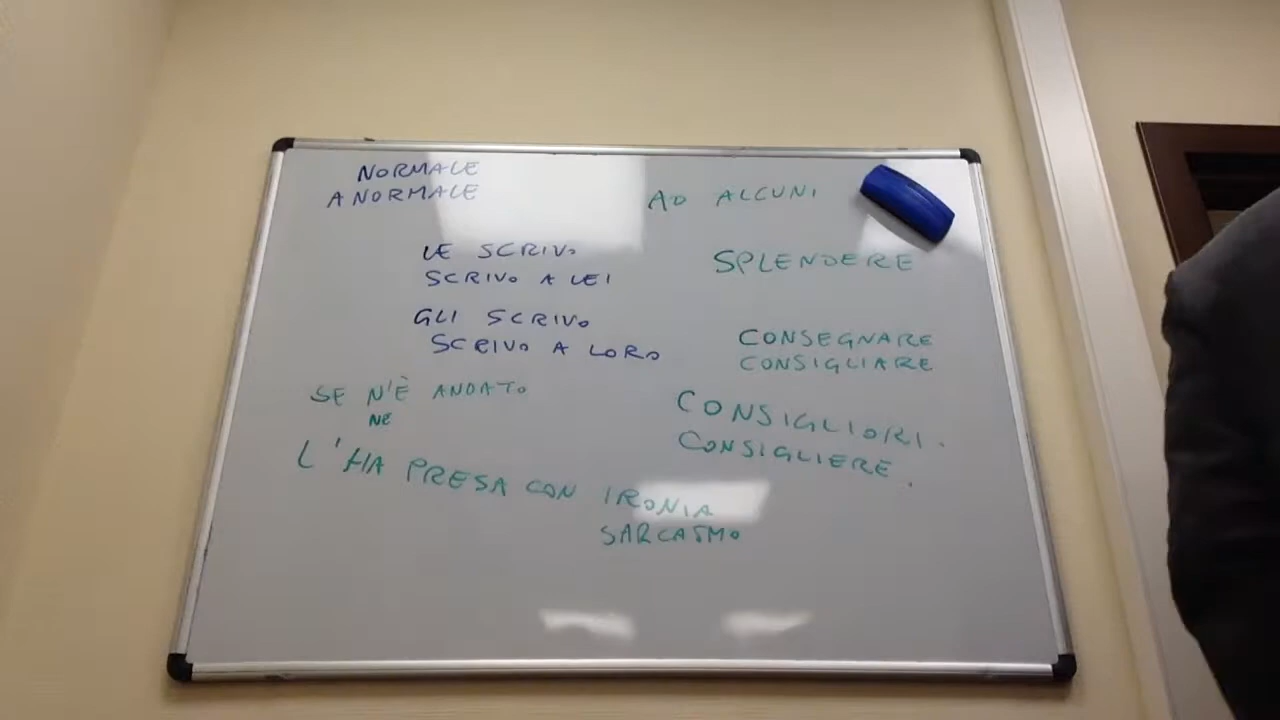 NORMALE
ANORMALE
LE SCRIVO
SCRIVO A LEI
GLI SCRIVO
SCRIVO A LORO
SE N'È ANDATO
NE
L'HA PRESA CON IRONIA
SARCASMO
AD ALCUNI
SPLENDERE
CONSEGNARE
CONSIGLIARE
CONSIGLIORI.
CONSIGLIERE.